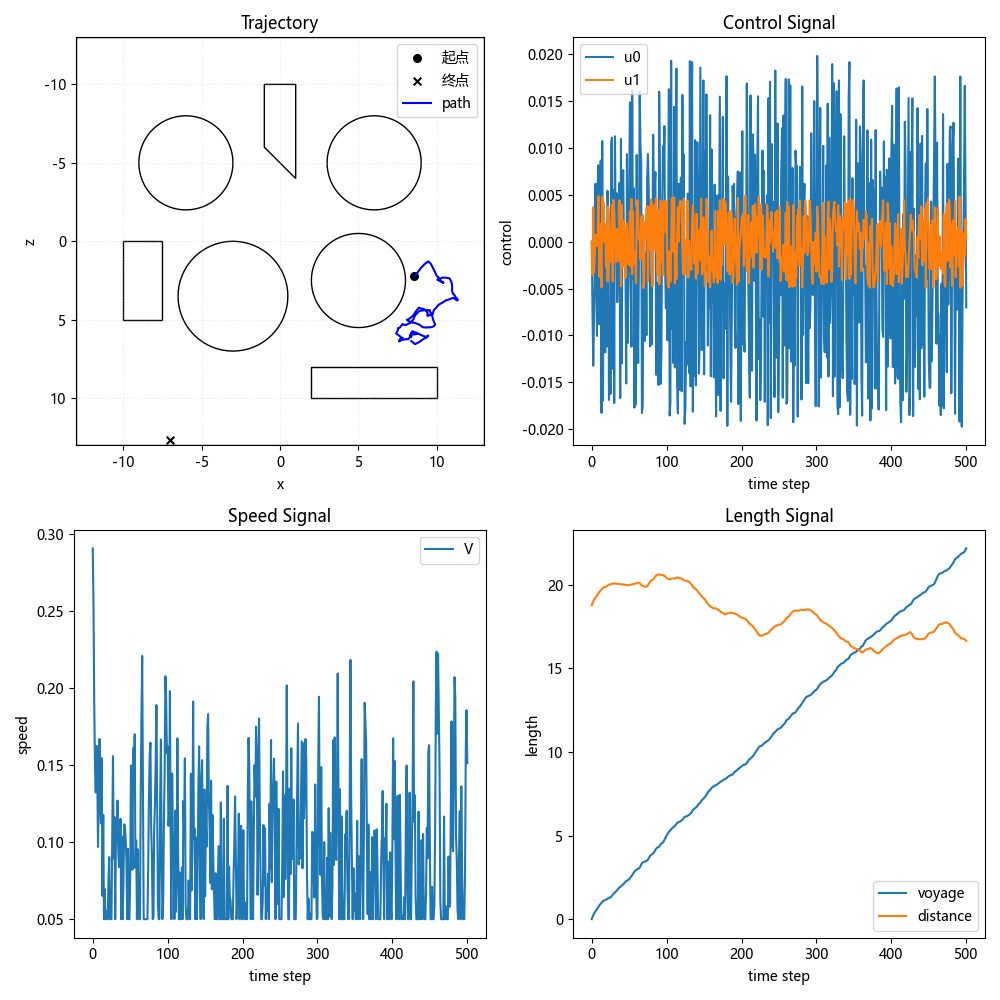 Trajectory
起点
终点
path
-10
-5
0
5
10
z
-10 -5 0 5 10
x
Control Signal
u0
u1
0.020
0.015
0.010
0.005
0.000
-0.005
-0.010
-0.015
-0.020
control
0 100 200 300 400 500
time step
Speed Signal
V
0.30
0.25
0.20
0.15
0.10
0.05
speed
0 100 200 300 400 500
time step
Length Signal
20
15
10
5
0
length
voyage
distance
0 100 200 300 400 500
time step